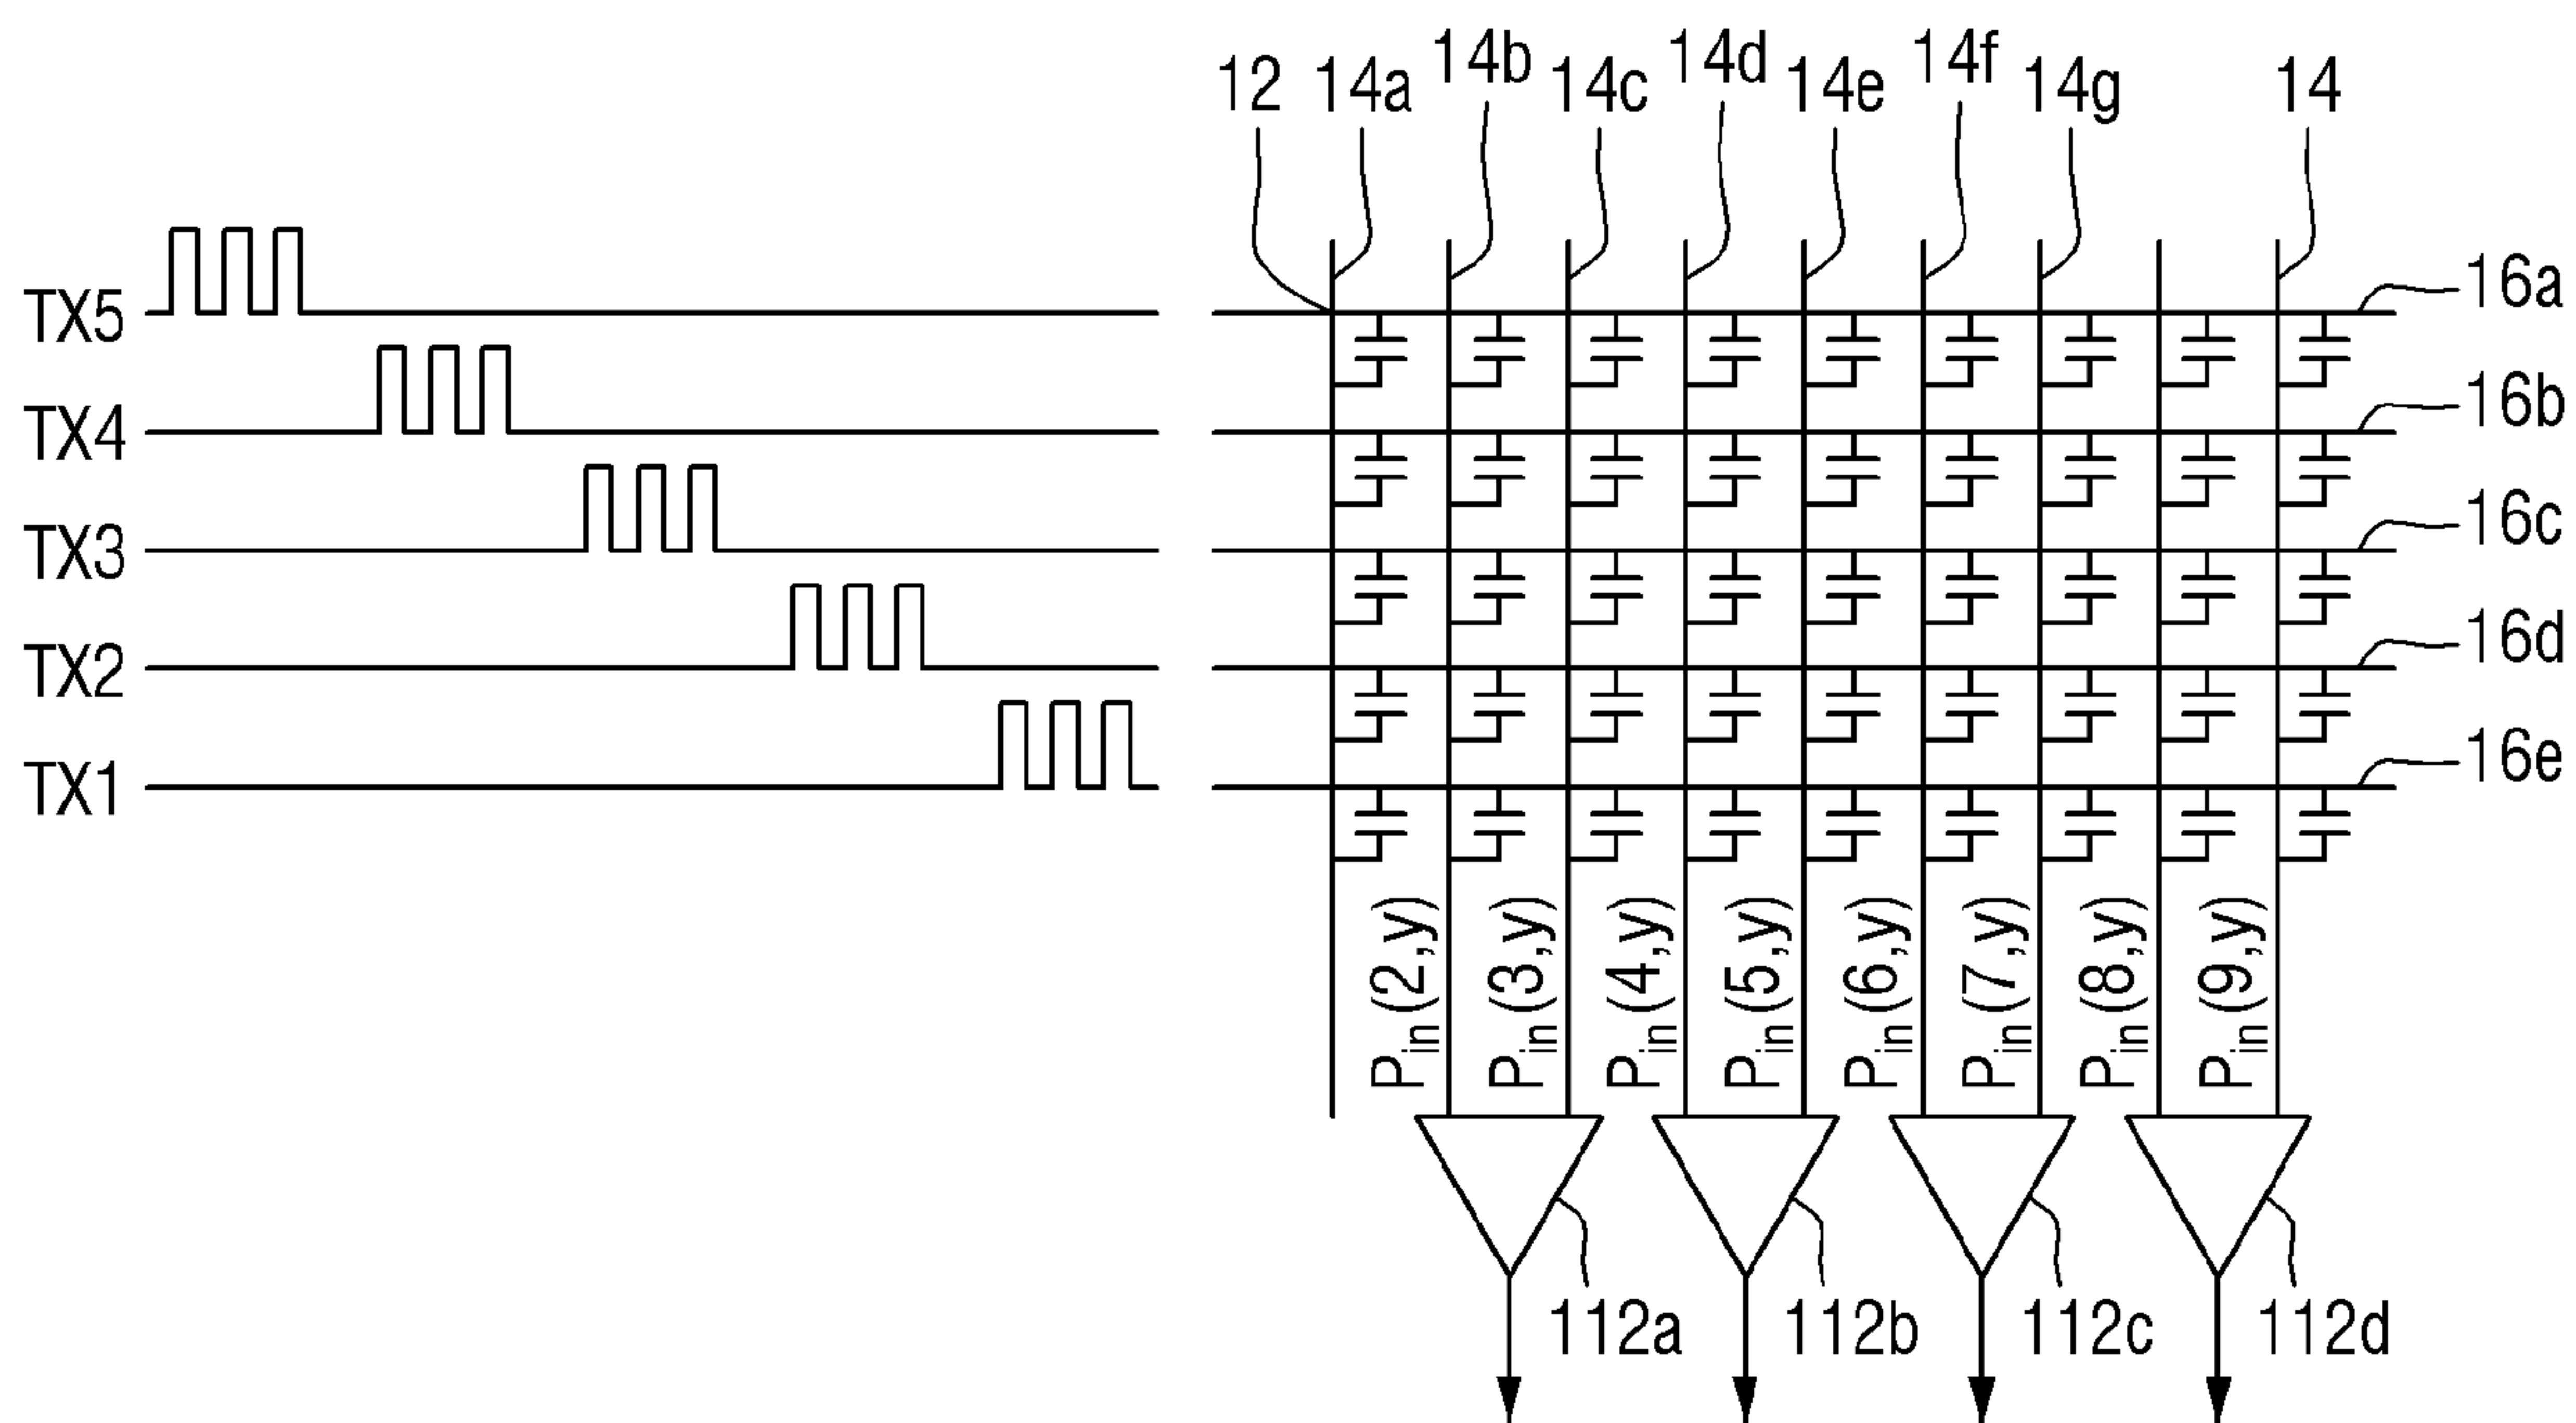 12 14a 14b 14c 14d 14e 14f 14g 14
TX5 16a
TX4 16b
TX3 16c
TX2 16d
TX1 16e
Pin(2,y) Pin(3,y) Pin(4,y) Pin(5,y) Pin(6,y) Pin(7,y) Pin(8,y) Pin(9,y)
112a 112b 112c 112d